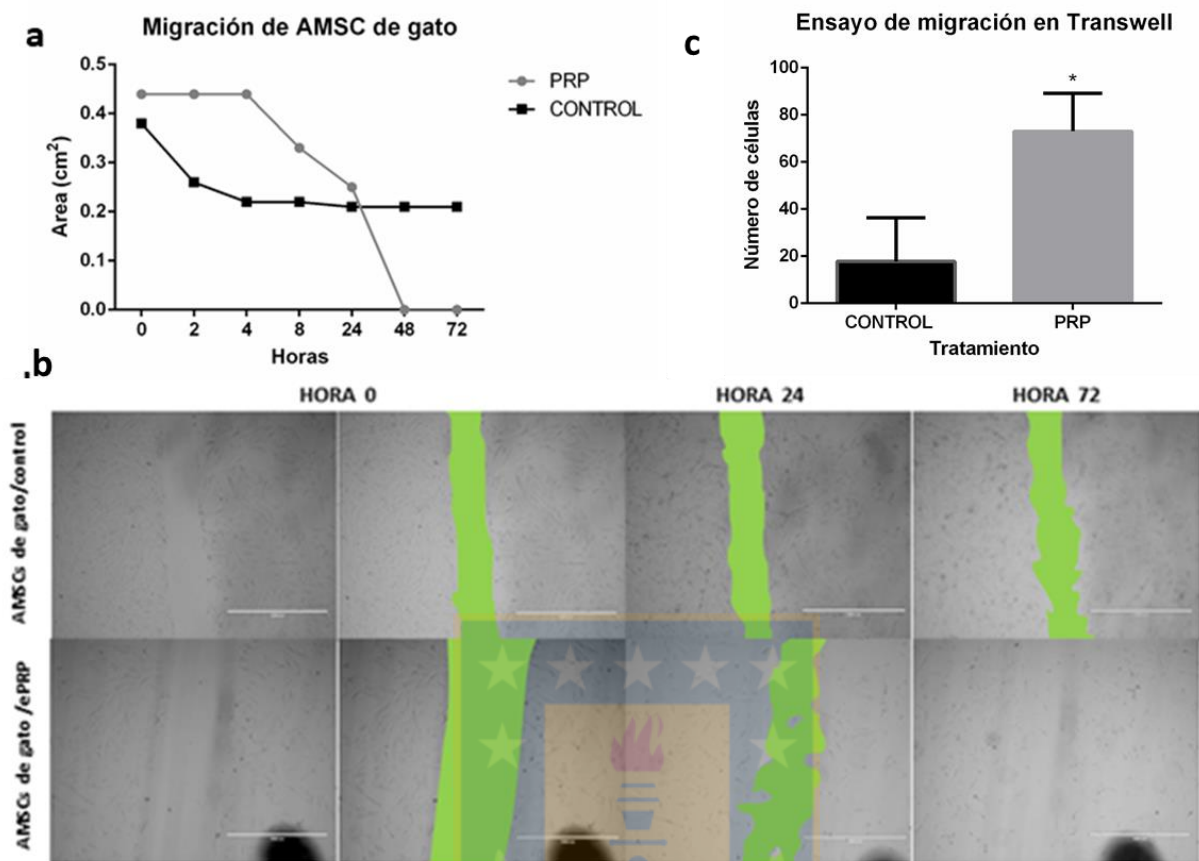 a
Migración de AMSC de gato
0.5
0.4
0.3
0.2
0.1
0.0
Area (cm²)
0 2 4 8 24 48 72
Horas
PRP
CONTROL
c
Ensayo de migración en Transwell
100
80
60
40
20
0
Número de células
*
CONTROL PRP
Tratamiento
b
HORA 0 HORA 24 HORA 72
AMSCs de gato/control
AMSCs de gato /ePRP